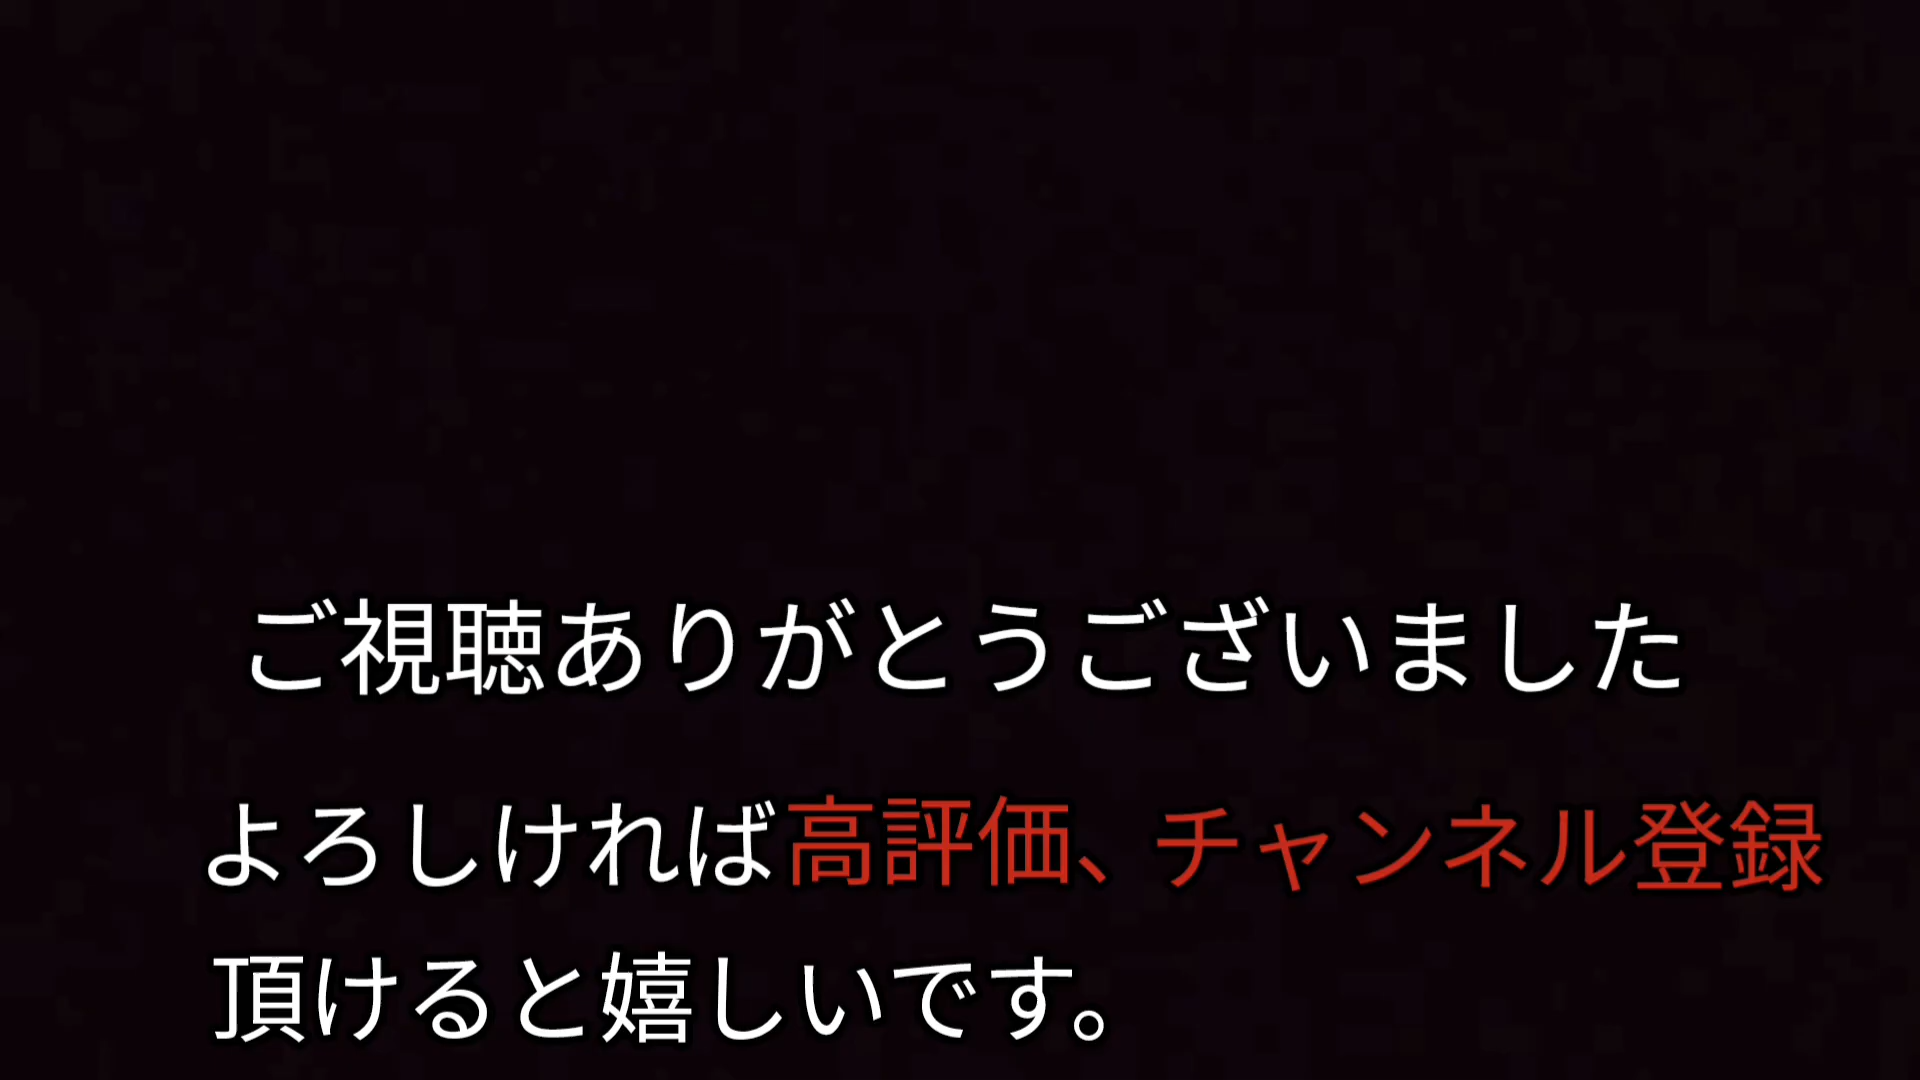 ご視聴ありがとうございました
よろしければ高評価、チャンネル登録
頂けると嬉しいです。